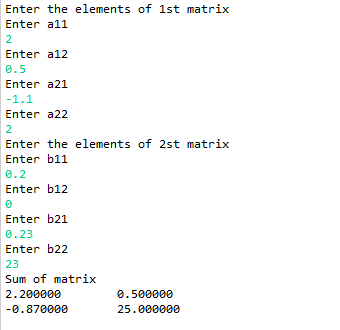 Enter the elements of 1st matrix
Enter a11
2
Enter a12
0.5
Enter a21
-1.1
Enter a22
2
Enter the elements of 2st matrix
Enter b11
0.2
Enter b12
0
Enter b21
0.23
Enter b22
23
Sum of matrix
2.200000 0.500000
-0.870000 25.000000